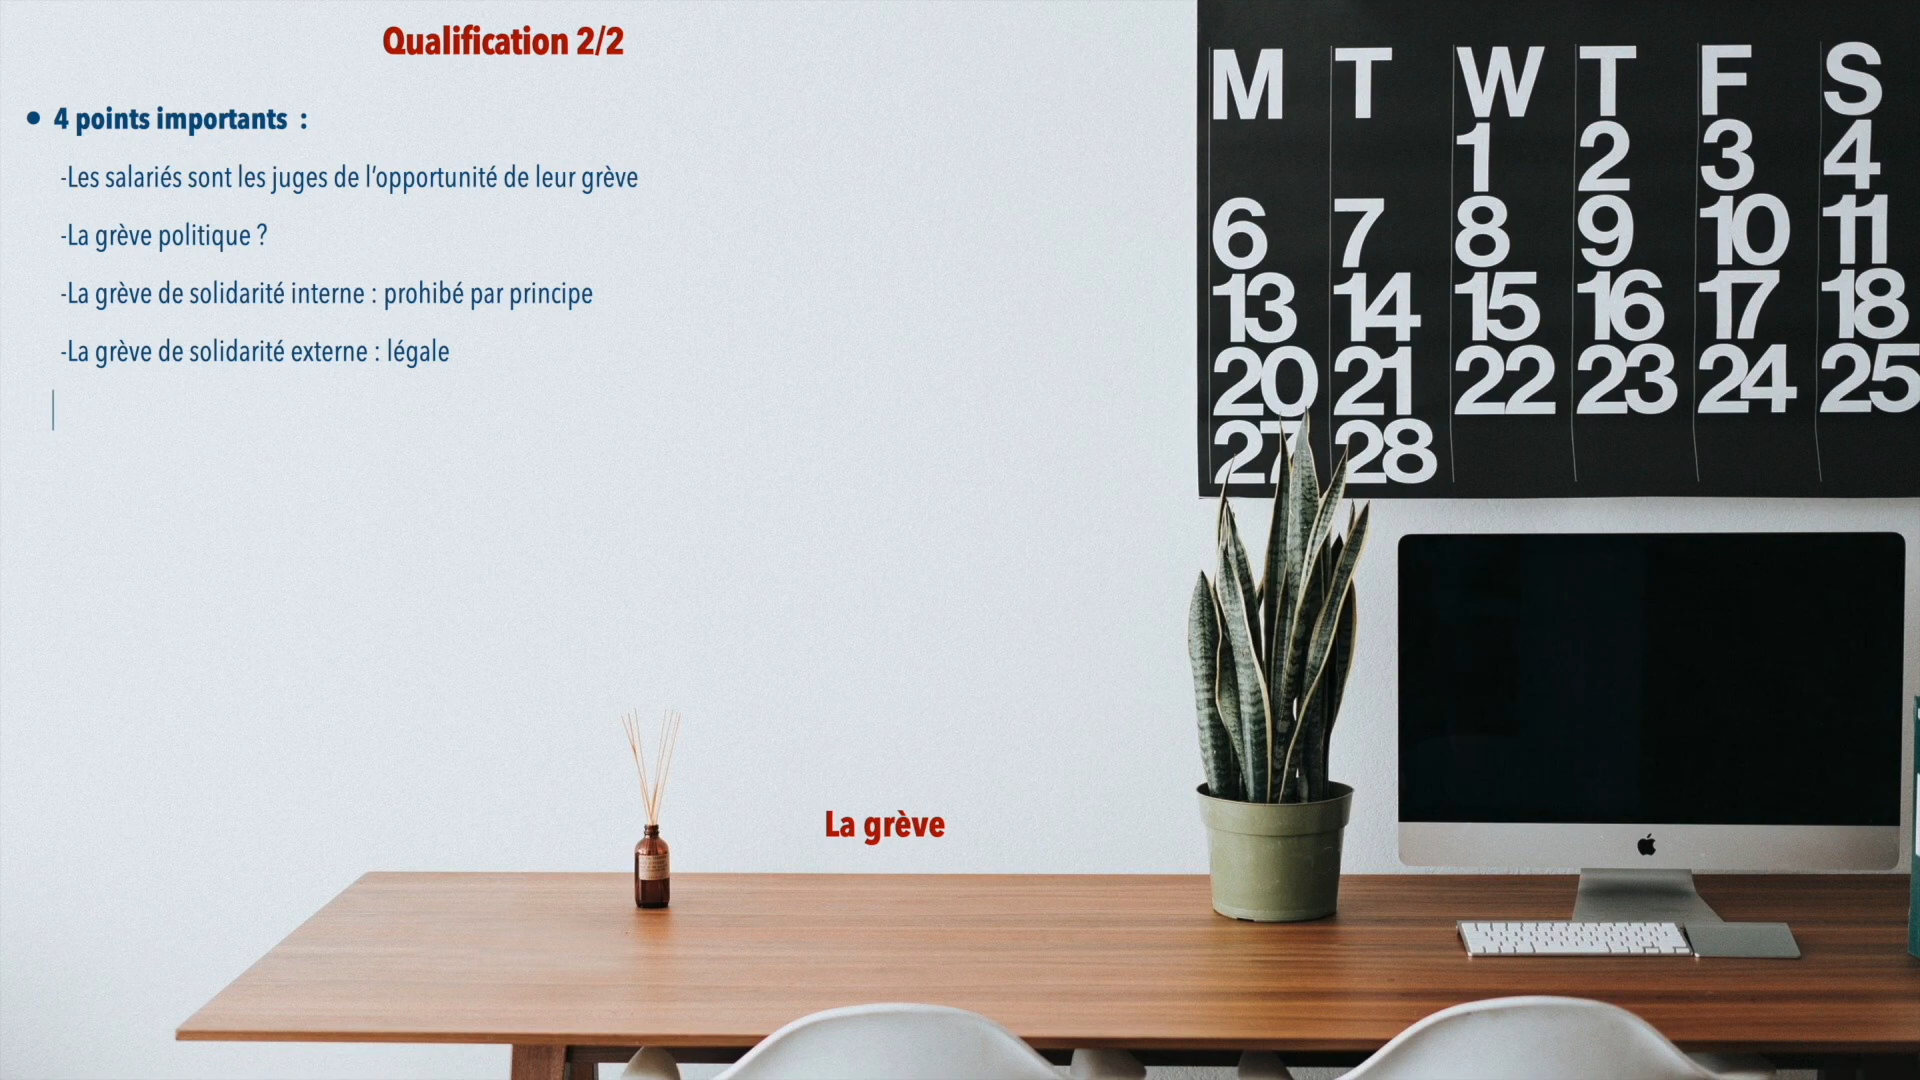 Qualification 2/2
• 4 points importants :
-Les salariés sont les juges de l'opportunité de leur grève
-La grève politique ?
-La grève de solidarité interne : prohibé par principe
-La grève de solidarité externe : légale
M T W T F S
1 2 3 4
6 7 8 9 10 11
13 14 15 16 17 18
20 21 22 23 24 25
27 28
La grève